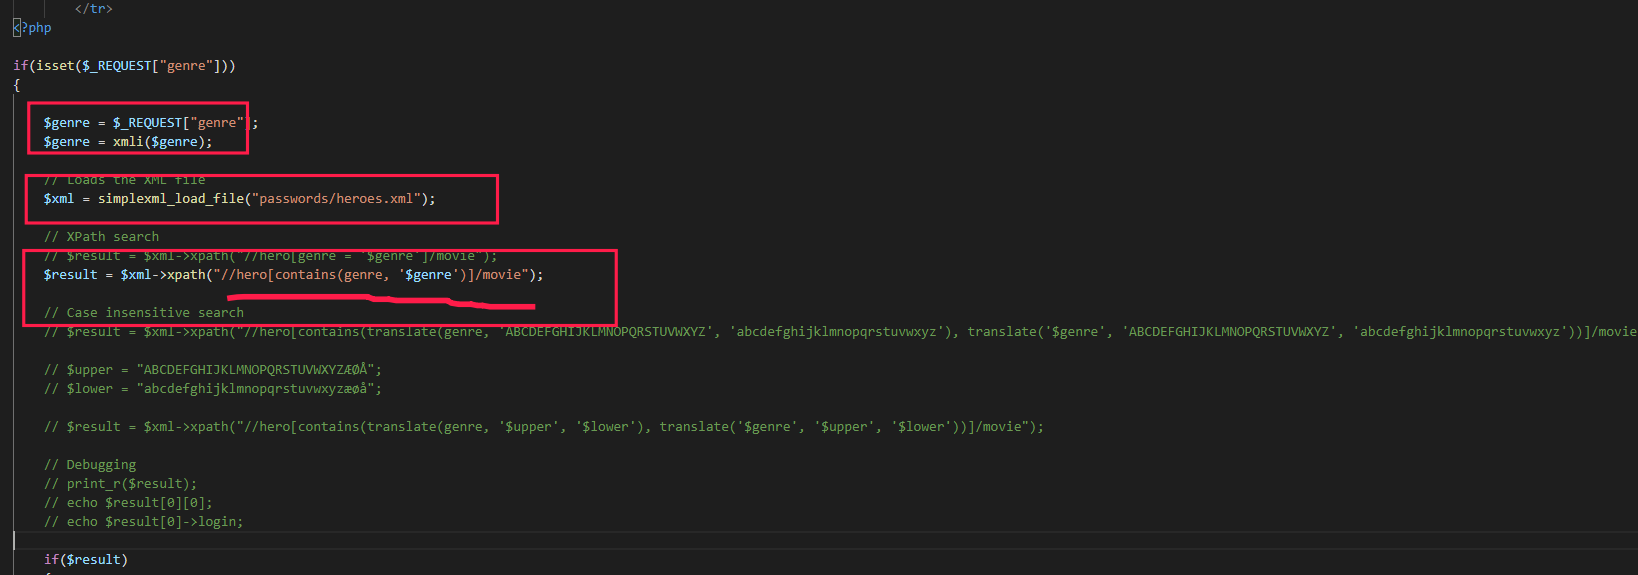 </tr>
<?php
if(isset($_REQUEST["genre"]))
{
$genre = $_REQUEST["genre"];
$genre = xmli($genre);
// Loads the XML file
$xml = simplexml_load_file("passwords/heroes.xml");
// XPath search
// $result = $xml->xpath("//hero[genre = '$genre']/movie");
$result = $xml->xpath("//hero[contains(genre, '$genre')]/movie");
// Case insensitive search
// $result = $xml->xpath("//hero[contains(translate(genre, 'ABCDEFGHIJKLMNOPQRSTUVWXYZ', 'abcdefghijklmnopqrstuvwxyz'), translate('$genre', 'ABCDEFGHIJKLMNOPQRSTUVWXYZ', 'abcdefghijklmnopqrstuvwxyz'))]/movie
// $upper = "ABCDEFGHIJKLMNOPQRSTUVWXYZÆØÅ";
// $lower = "abcdefghijklmnopqrstuvwxyzæøå";
// $result = $xml->xpath("//hero[contains(translate(genre, '$upper', '$lower'), translate('$genre', '$upper', '$lower'))]/movie");
// Debugging
// print_r($result);
// echo $result[0][0];
// echo $result[0]->login;
if($result)